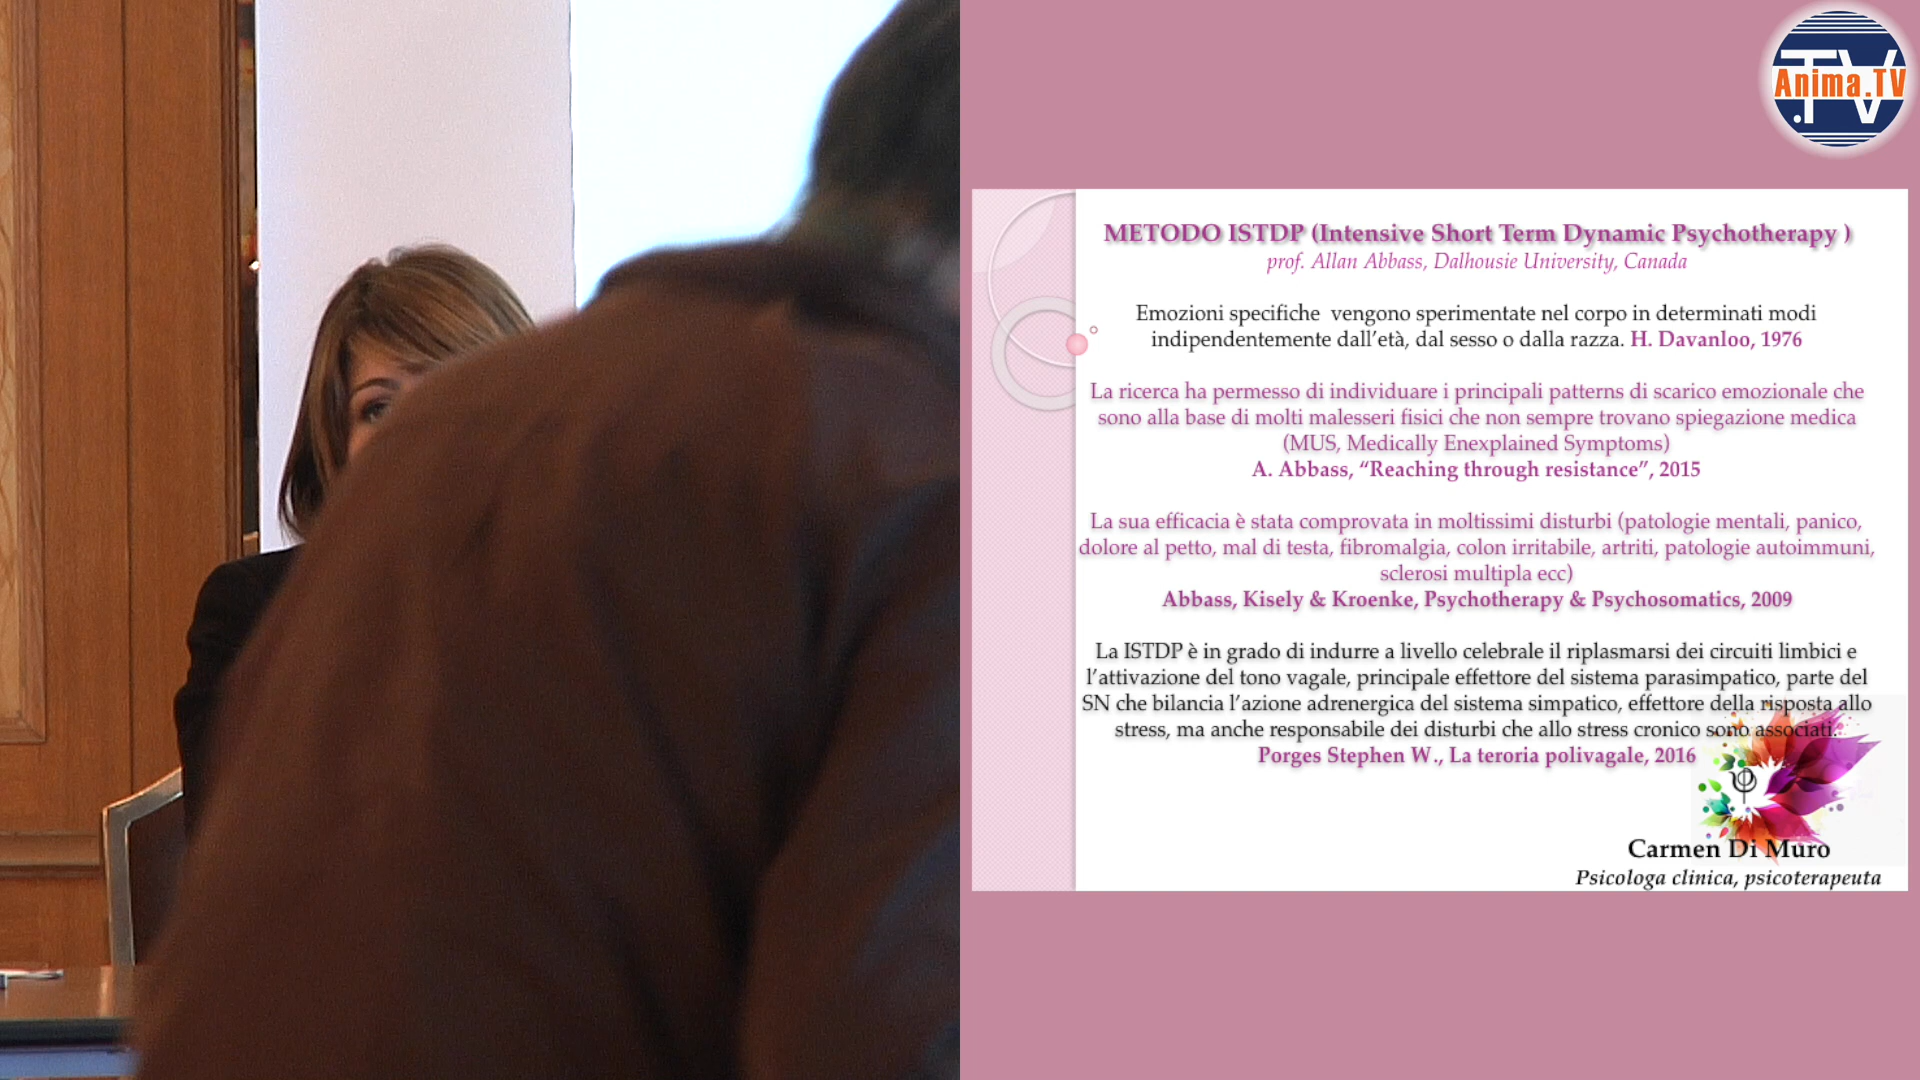 .TV
Anima.TV
METODO ISTDP (Intensive Short Term Dynamic Psychotherapy )
prof. Allan Abbass, Dalhousie University, Canada
Emozioni specifiche vengono sperimentate nel corpo in determinati modi
indipendentemente dall'età, dal sesso o dalla razza. H. Davanloo, 1976
La ricerca ha permesso di individuare i principali patterns di scarico emozionale che
sono alla base di molti malesseri fisici che non sempre trovano spiegazione medica
(MUS, Medically Enexplained Symptoms)
A. Abbass, “Reaching through resistance”, 2015
La sua efficacia è stata comprovata in moltissimi disturbi (patologie mentali, panico,
dolore al petto, mal di testa, fibromalgia, colon irritabile, artriti, patologie autoimmuni,
sclerosi multipla ecc)
Abbass, Kisely & Kroenke, Psychotherapy & Psychosomatics, 2009
La ISTDP è in grado di indurre a livello celebrale il riplasmarsi dei circuiti limbici e
l'attivazione del tono vagale, principale effettore del sistema parasimpatico, parte del
SN che bilancia l'azione adrenergica del sistema simpatico, effettore della risposta allo
stress, ma anche responsabile dei disturbi che allo stress cronico sono associati.
Porges Stephen W., La teroria polivagale, 2016
ψ
Carmen Di Muro
Psicologa clinica, psicoterapeuta